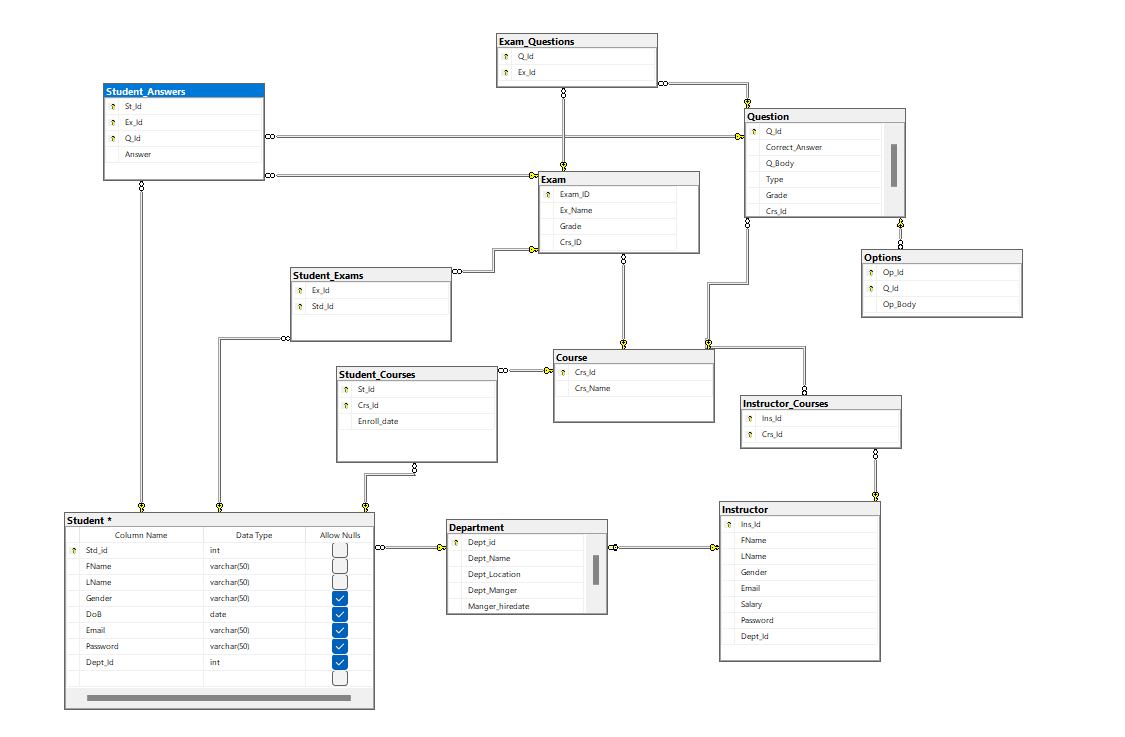 Exam_Questions
Q_Id
Ex_Id
Student_Answers
St_Id
Ex_Id
Q_Id
Answer
Question
Q_Id
Correct_Answer
Q_Body
Type
Grade
Crs_Id
Exam
Exam_ID
Ex_Name
Grade
Crs_ID
Options
Op_Id
Q_Id
Op_Body
Student_Exams
Ex_Id
Std_Id
Course
Crs_Id
Crs_Name
Student_Courses
St_Id
Crs_Id
Enroll_date
Instructor_Courses
Ins_Id
Crs_Id
Student *
Column Name Data Type Allow Nulls
Std_id int
FName varchar(50)
LName varchar(50)
Gender varchar(50)
DoB date
Email varchar(50)
Password varchar(50)
Dept_Id int
Department
Dept_id
Dept_Name
Dept_Location
Dept_Manger
Manger_hiredate
Instructor
Ins_Id
FName
LName
Gender
Email
Salary
Password
Dept_Id